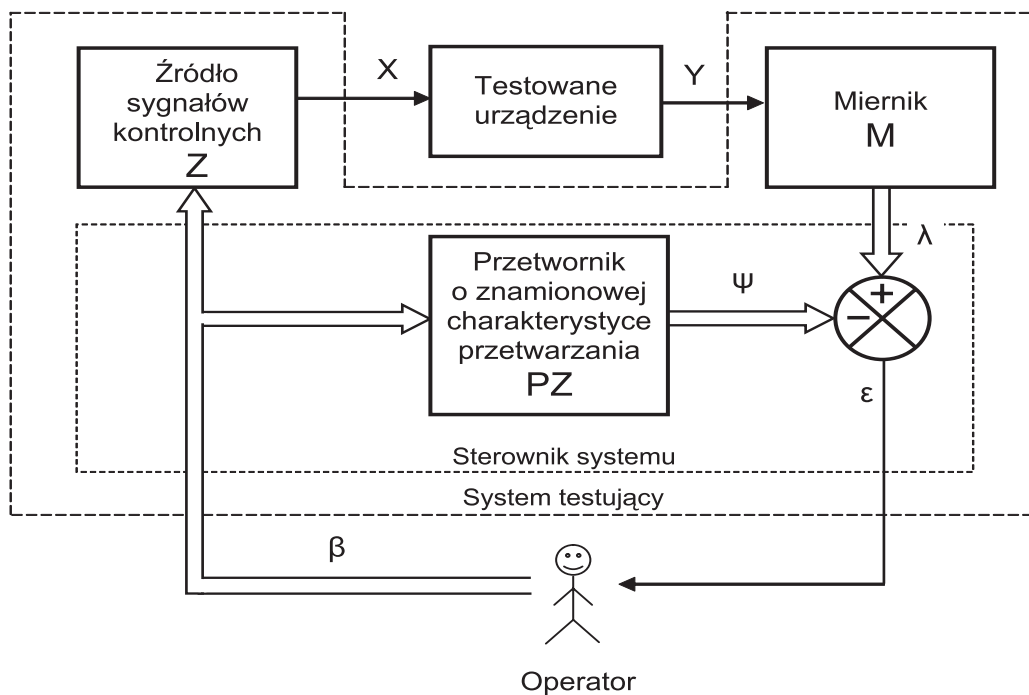 Źródło
sygnałów
kontrolnych
Z
X
Testowane
urządzenie
Y
Miernik
M
λ
Przetwornik
o znamionowej
charakterystyce
przetwarzania
PZ
ψ
+
−
ε
Sterownik systemu
System testujący
β
Operator